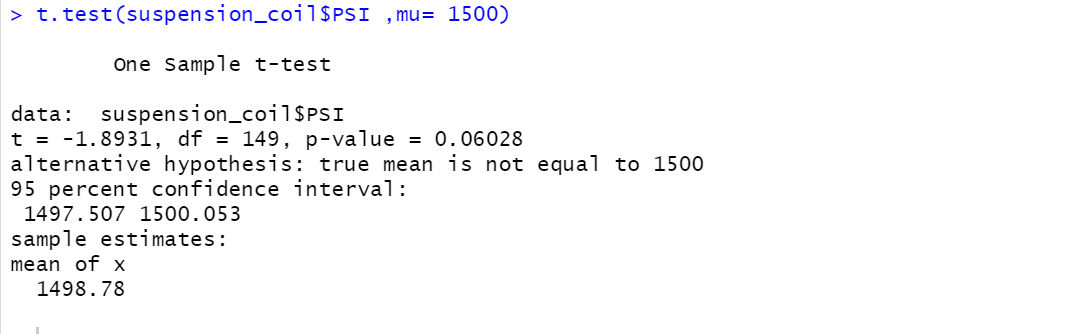 > t.test(suspension_coil$PSI ,mu= 1500)
One Sample t-test
data:  suspension_coil$PSI
t = -1.8931, df = 149, p-value = 0.06028
alternative hypothesis: true mean is not equal to 1500
95 percent confidence interval:
 1497.507 1500.053
sample estimates:
mean of x
  1498.78